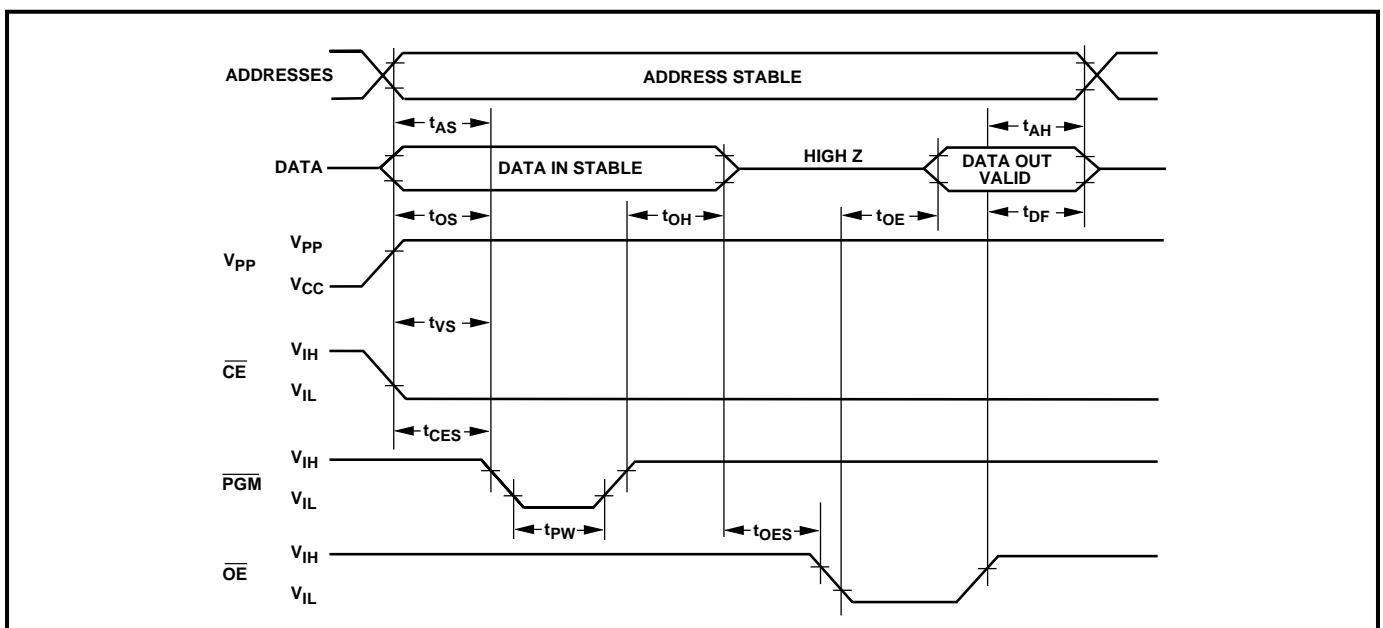 ADDRESSES
ADDRESS STABLE
tAS
tAH
DATA
DATA IN STABLE
HIGH Z
DATA OUT
VALID
tOS
tOH
tOE
tDF
VPP
VPP
VCC
tVS
CE
VIH
VIL
tCES
PGM
VIH
VIL
tPW
tOES
OE
VIH
VIL